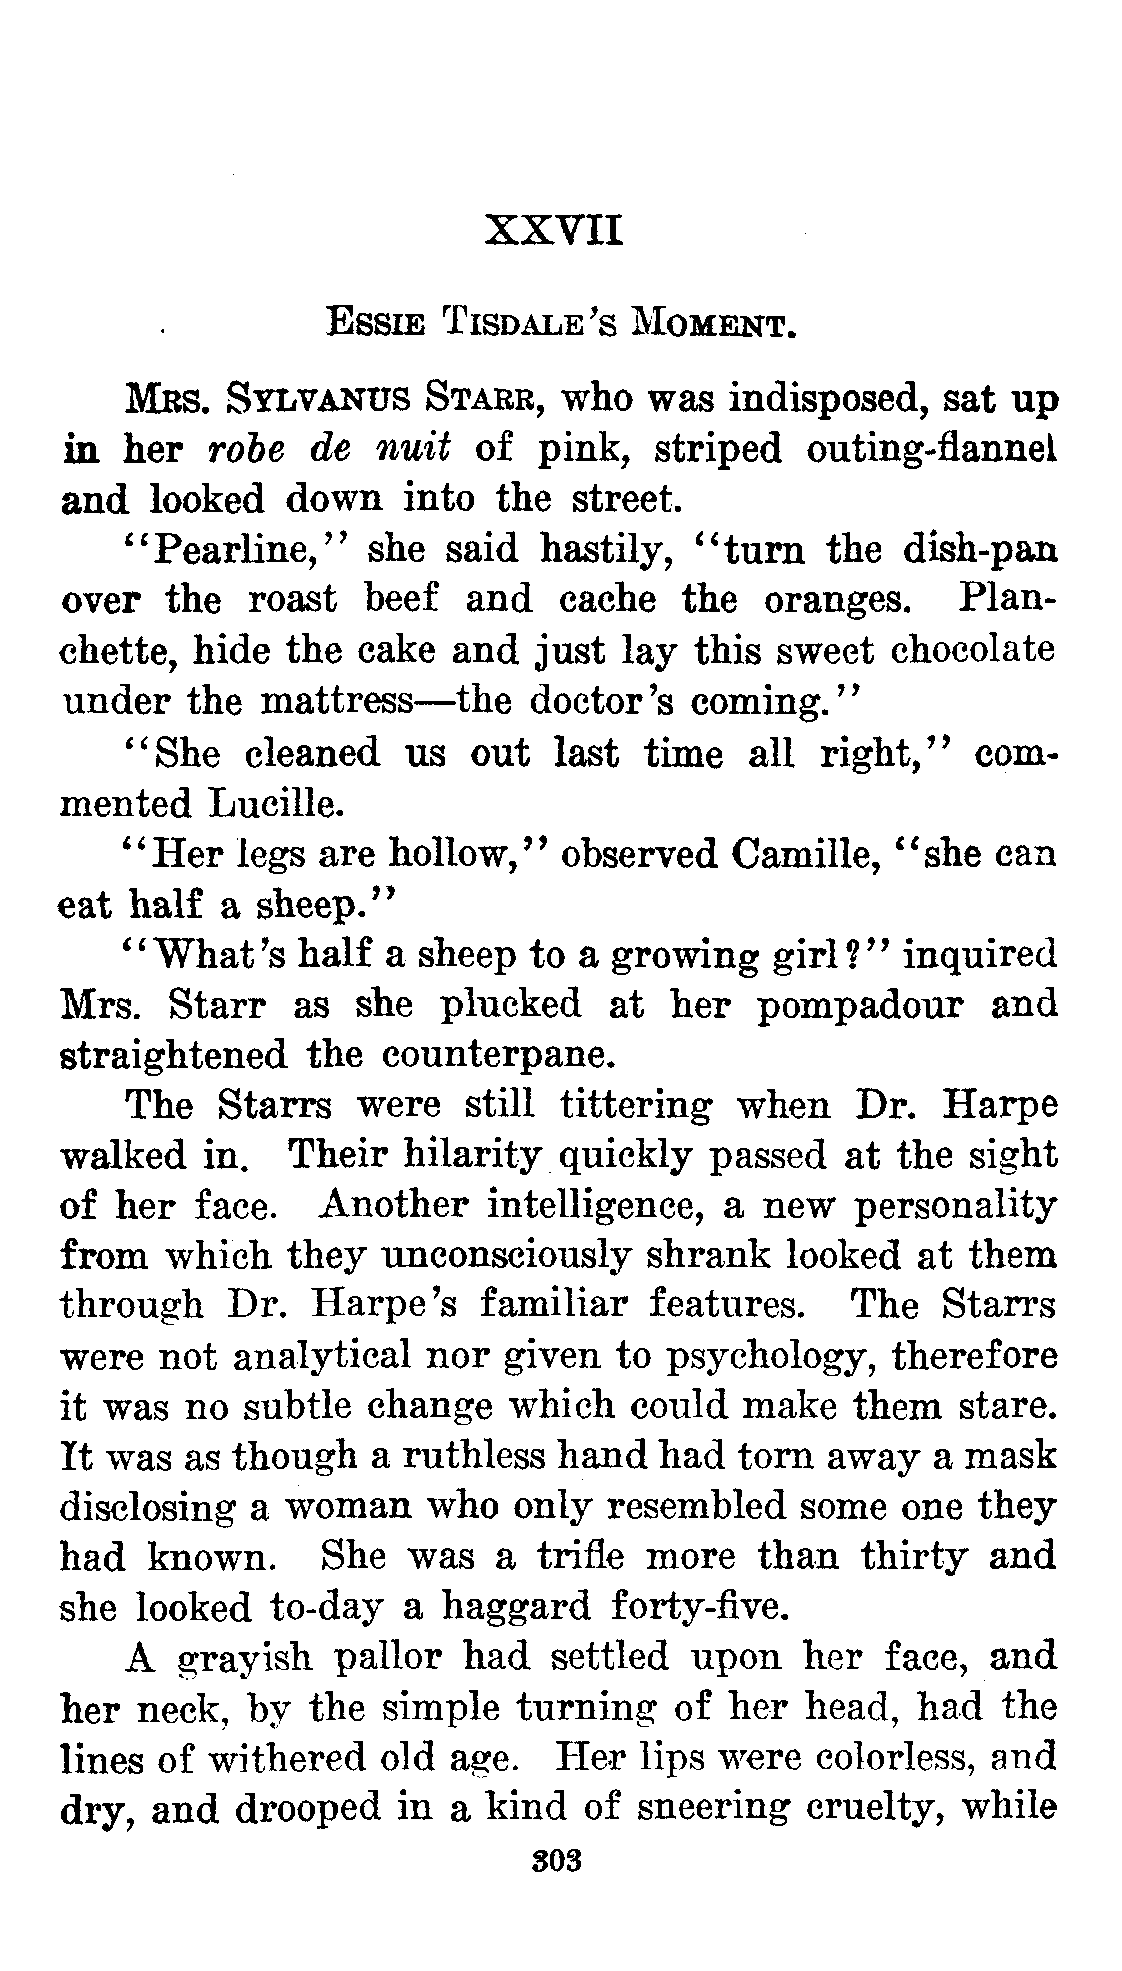 XXVII
Essie Tisdale's Moment.
Mrs. Sylvanus Starr, who was indisposed, sat up
in her robe de nuit of pink, striped outing-flannel
and looked down into the street.
"Pearline," she said hastily, "turn the dish-pan
over the roast beef and cache the oranges. Plan-
chette, hide the cake and just lay this sweet chocolate
under the mattress—the doctor's coming."
"She cleaned us out last time all right," com-
mented Lucille.
"Her legs are hollow," observed Camille, "she can
eat half a sheep."
"What's half a sheep to a growing girl?" inquired
Mrs. Starr as she plucked at her pompadour and
straightened the counterpane.
The Starrs were still tittering when Dr. Harpe
walked in. Their hilarity quickly passed at the sight
of her face. Another intelligence, a new personality
from which they unconsciously shrank looked at them
through Dr. Harpe's familiar features. The Starrs
were not analytical nor given to psychology, therefore
it was no subtle change which could make them stare.
It was as though a ruthless hand had torn away a mask
disclosing a woman who only resembled some one they
had known. She was a trifle more than thirty and
she looked to-day a haggard forty-five.
A grayish pallor had settled upon her face, and
her neck, by the simple turning of her head, had the
lines of withered old age. Her lips were colorless, and
dry, and drooped in a kind of sneering cruelty, while
303